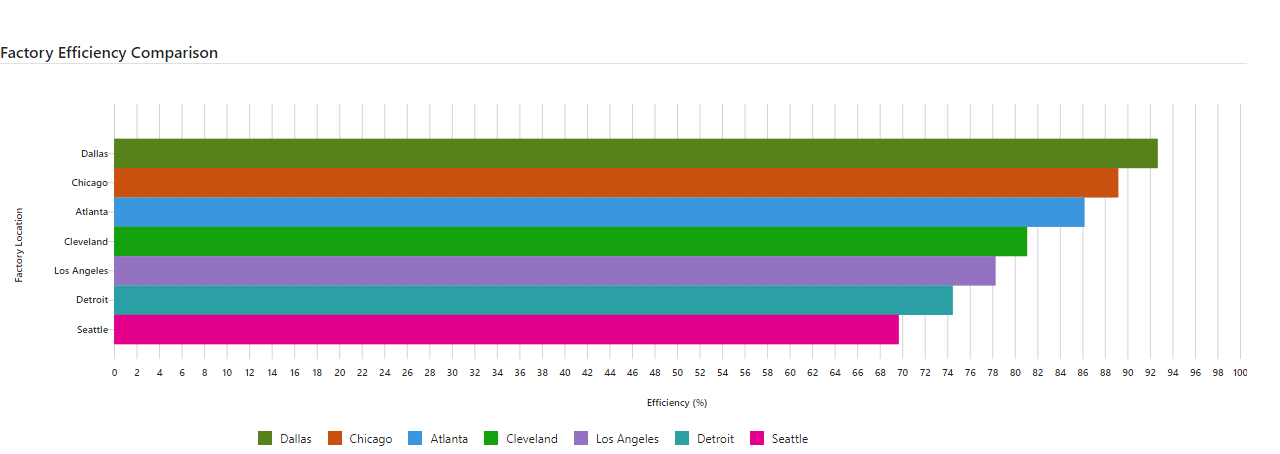 Factory Efficiency Comparison
Factory Location
Dallas
Chicago
Atlanta
Cleveland
Los Angeles
Detroit
Seattle
0 2 4 6 8 10 12 14 16 18 20 22 24 26 28 30 32 34 36 38 40 42 44 46 48 50 52 54 56 58 60 62 64 66 68 70 72 74 76 78 80 82 84 86 88 90 92 94 96 98 100
Efficiency (%)
Dallas Chicago Atlanta Cleveland Los Angeles Detroit Seattle